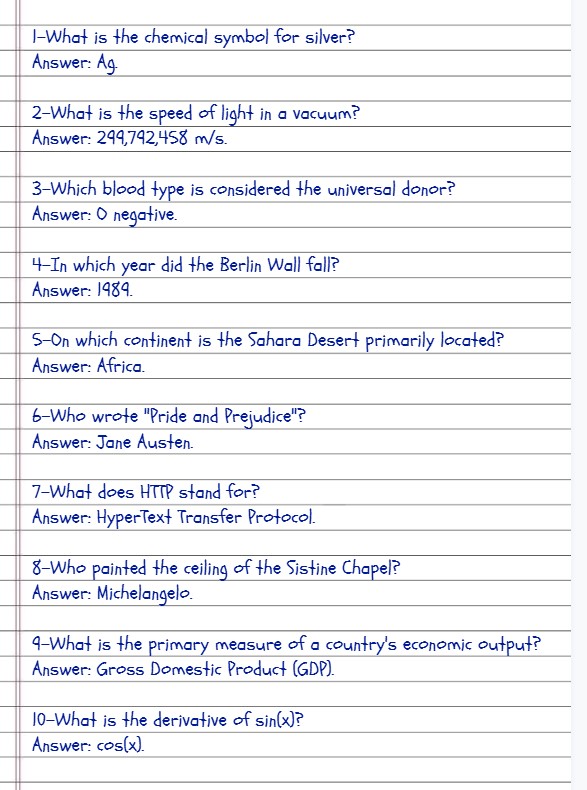 1-What is the chemical symbol for silver?
Answer: Ag.
2-What is the speed of light in a vacuum?
Answer: 299,792,458 m/s.
3-Which blood type is considered the universal donor?
Answer: O negative.
4-In which year did the Berlin Wall fall?
Answer: 1989.
5-On which continent is the Sahara Desert primarily located?
Answer: Africa.
6-Who wrote "Pride and Prejudice"?
Answer: Jane Austen.
7-What does HTTP stand for?
Answer: HyperText Transfer Protocol.
8-Who painted the ceiling of the Sistine Chapel?
Answer: Michelangelo.
9-What is the primary measure of a country's economic output?
Answer: Gross Domestic Product (GDP).
10-What is the derivative of sin(x)?
Answer: cos(x).